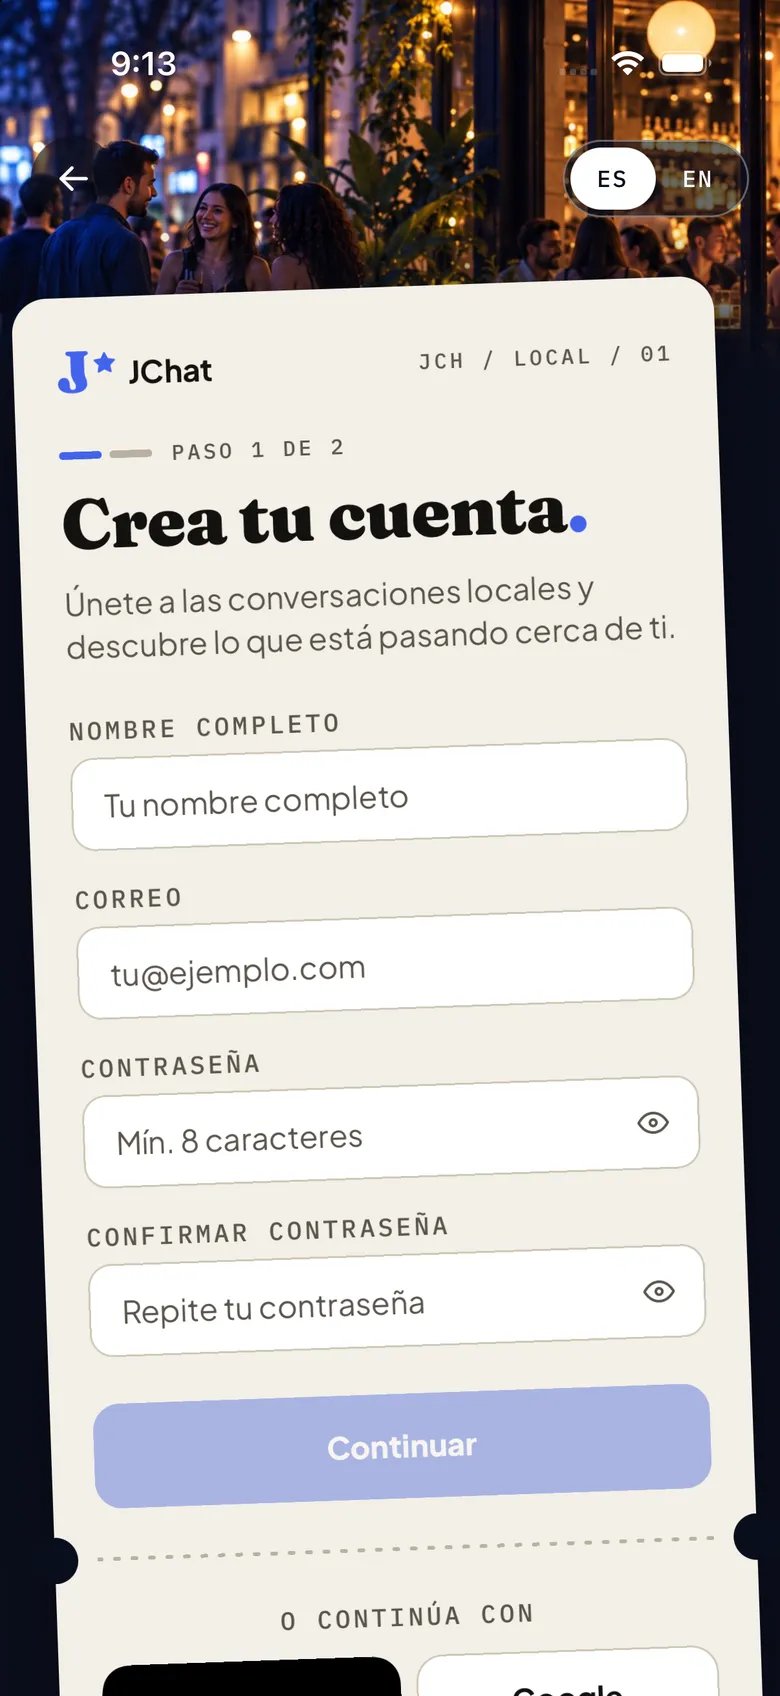 9:13
ES EN
J JChat
JCH / LOCAL / 01
PASO 1 DE 2
Crea tu cuenta.
Únete a las conversaciones locales y
descubre lo que está pasando cerca de ti.
NOMBRE COMPLETO
Tu nombre completo
CORREO
tu@ejemplo.com
CONTRASEÑA
Mín. 8 caracteres
CONFIRMAR CONTRASEÑA
Repite tu contraseña
Continuar
O CONTINÚA CON
Google